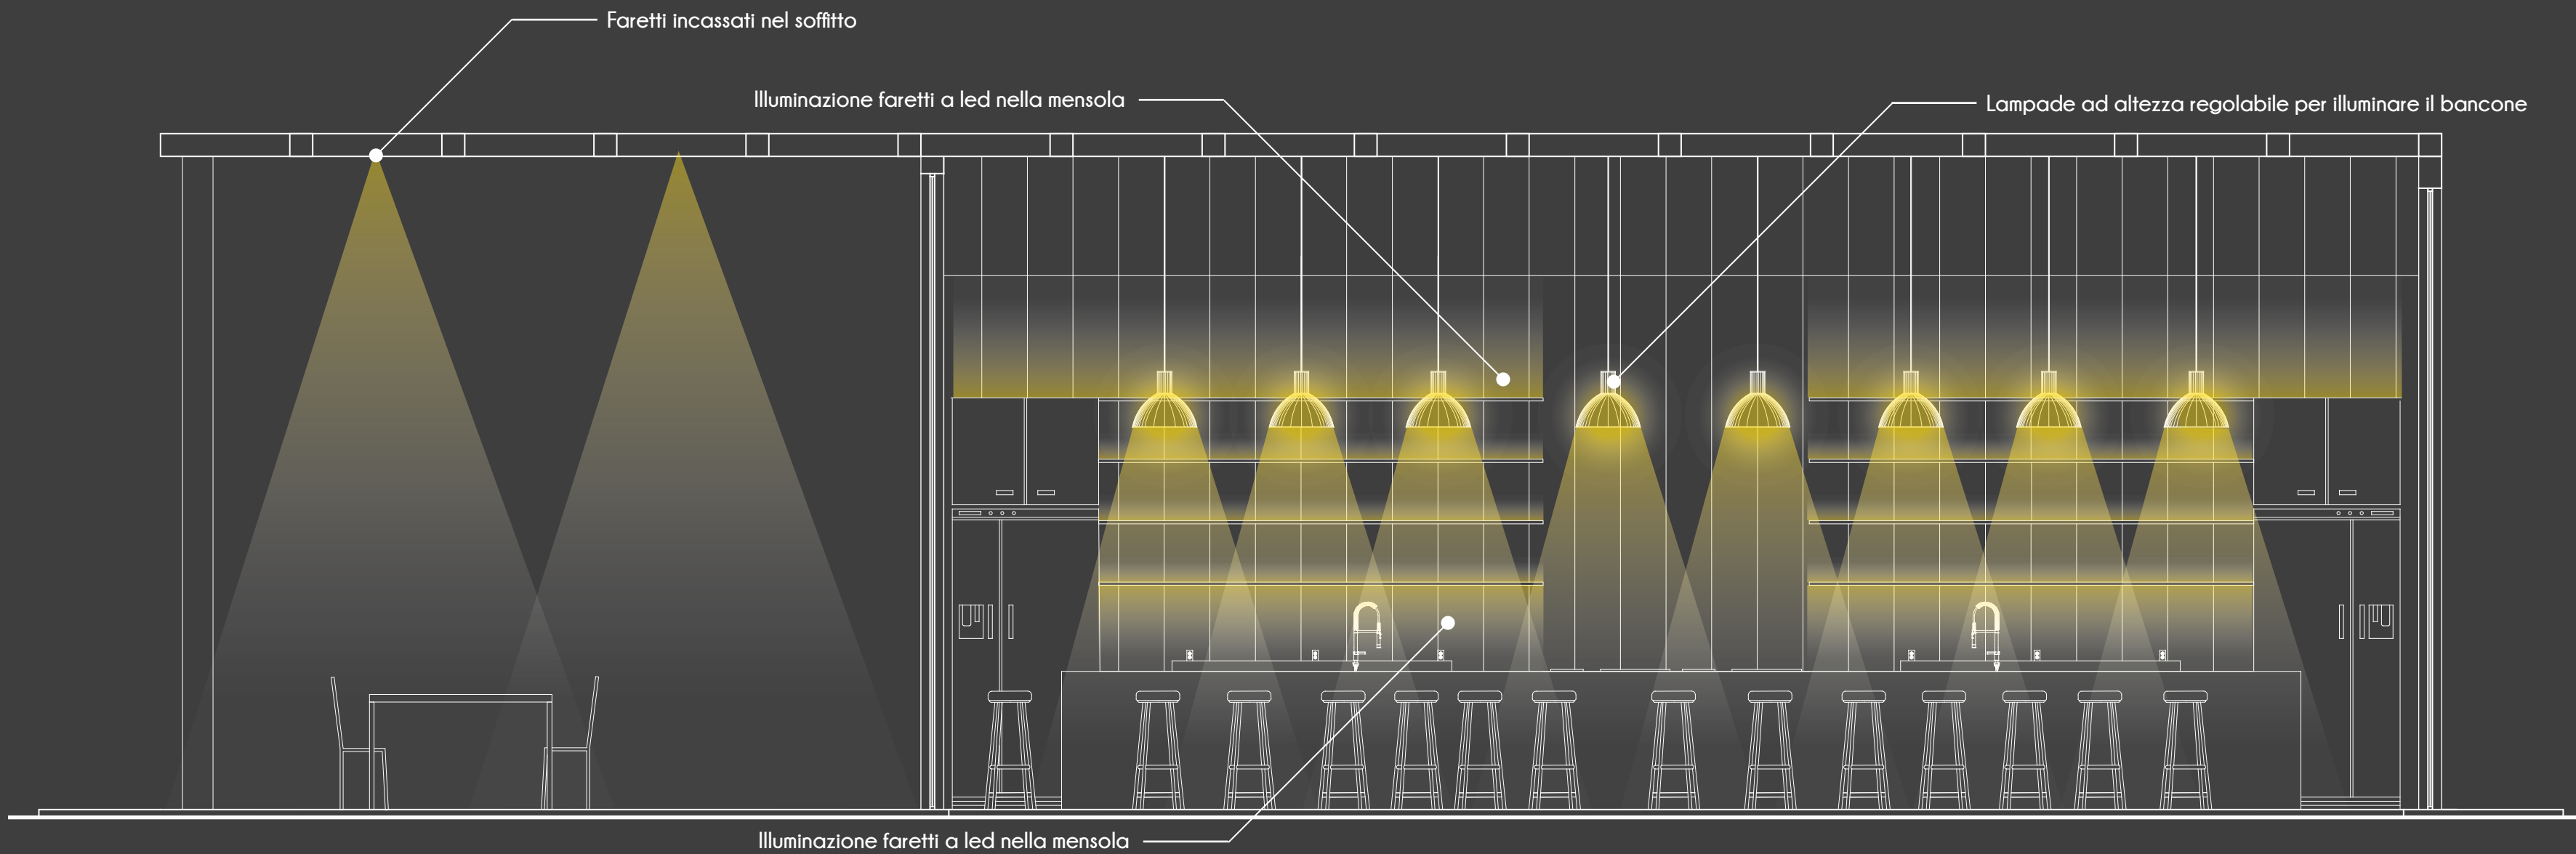 Faretti incassati nel soffitto
Illuminazione faretti a led nella mensola
Lampade ad altezza regolabile per illuminare il bancone
Illuminazione faretti a led nella mensola